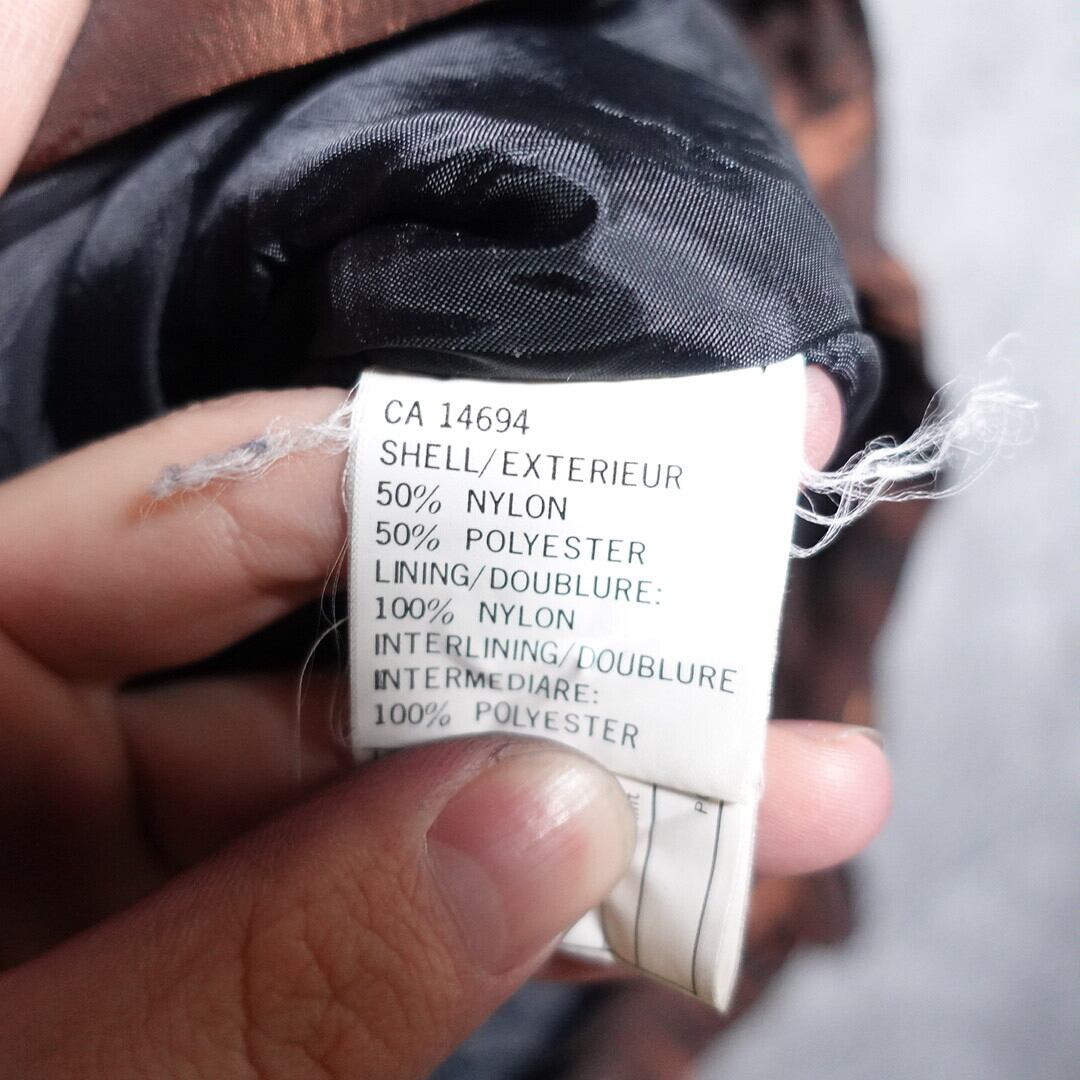 CA 14694
SHELL/EXTERIEUR
50% NYLON
50% POLYESTER
LINING/DOUBLURE:
100% NYLON
INTERLINING/DOUBLURE
INTERMEDIARE:
100% POLYESTER